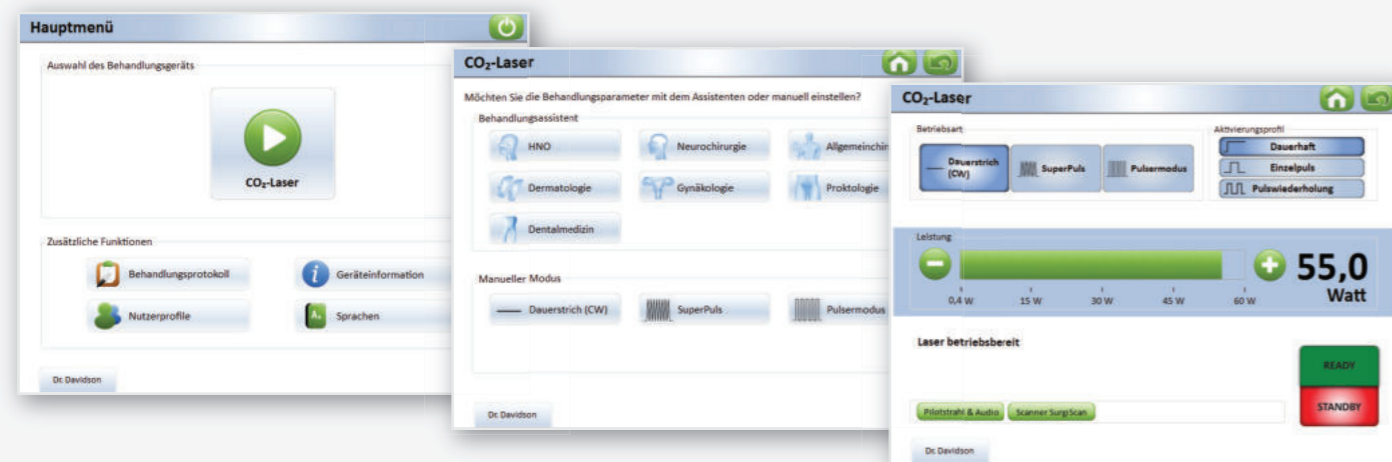 Hauptmenü
Auswahl des Behandlungsgeräts
CO₂-Laser
Zusätzliche Funktionen
Behandlungsprotokoll
Geräteinformation
Nutzerprofile
Sprachen
Dr. Davidson
CO₂-Laser
Möchten Sie die Behandlungsparameter mit dem Assistenten oder manuell einstellen?
Behandlungsassistent
HNO
Neurochirurgie
Allgemeinchir
Dermatologie
Gynäkologie
Proktologie
Dentalmedizin
Manueller Modus
Dauerstrich (CW)
SuperPuls
Pulsermodus
Dr. Davidson
CO₂-Laser
Betriebsart
Dauerstrich
(CW)
SuperPuls
Pulsermodus
Aktivierungsprofil
Dauerhaft
Einzelpuls
Pulswiederholung
Leistung
55,0
Watt
0,4 W 15 W 30 W 45 W 60 W
Laser betriebsbereit
READY
STANDBY
Pilotstrahl & Audio
Scanner SurgiScan
Dr. Davidson